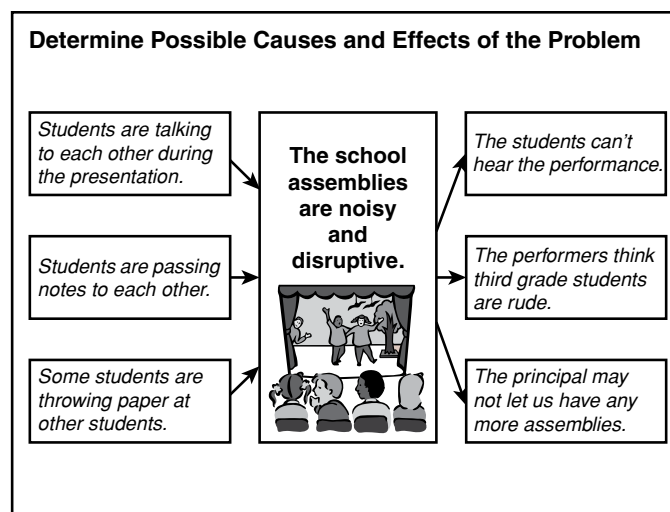 Determine Possible Causes and Effects of the Problem
Students are talking
to each other during
the presentation.
Students are passing
notes to each other.
Some students are
throwing paper at
other students.
The school
assemblies
are noisy
and
disruptive.
The students can't
hear the performance.
The performers think
third grade students
are rude.
The principal may
not let us have any
more assemblies.